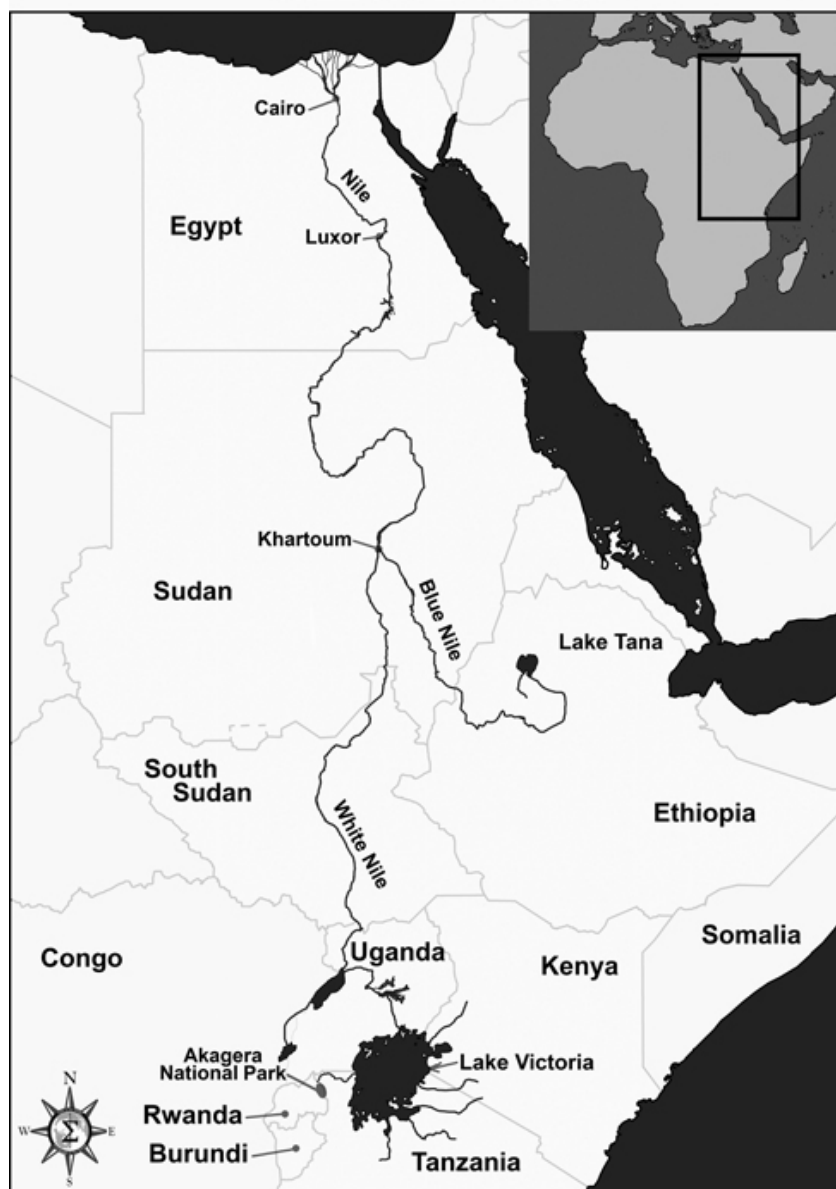 Cairo
Nile
Egypt
Luxor
Khartoum
Sudan
Blue Nile
Lake Tana
South
Sudan
White Nile
Ethiopia
Somalia
Uganda
Congo
Kenya
Akagera
National Park
Lake Victoria
Rwanda
Burundi
Tanzania
N
W
Σ
E
S